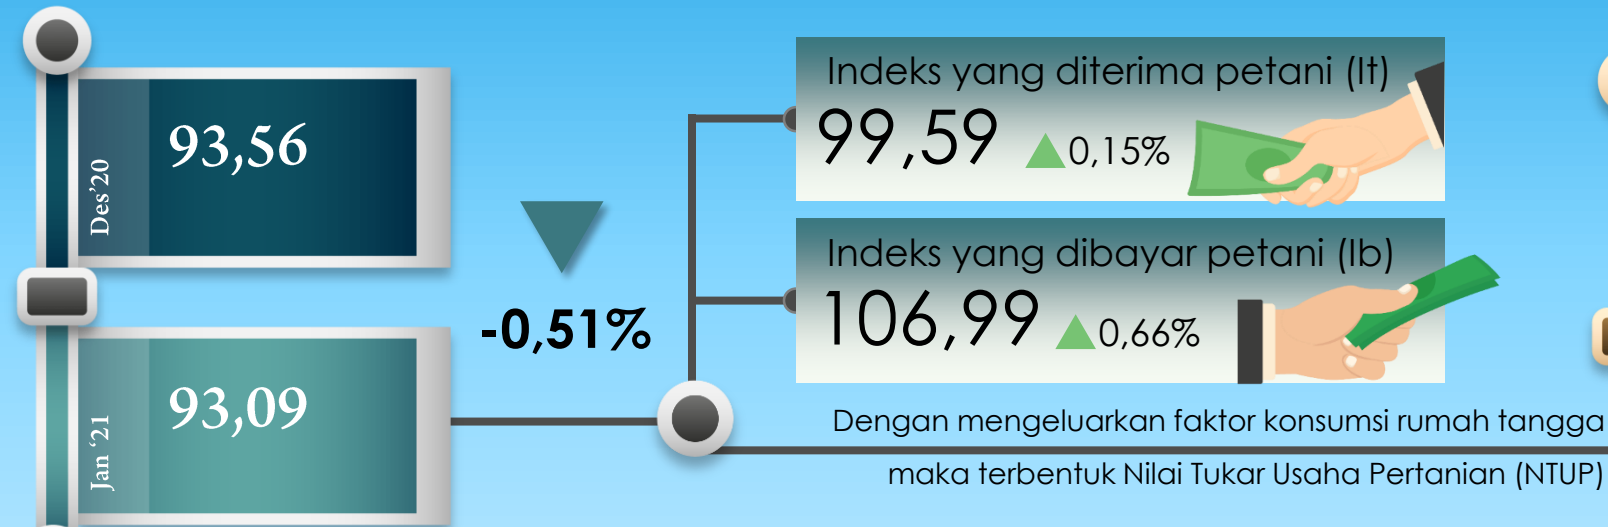 Des'20
93,56
Jan ‘21
93,09
-0,51%
Indeks yang diterima petani (It)
99,59
0,15%
Indeks yang dibayar petani (Ib)
106,99
0,66%
Dengan mengeluarkan faktor konsumsi rumah tangga
maka terbentuk Nilai Tukar Usaha Pertanian (NTUP)